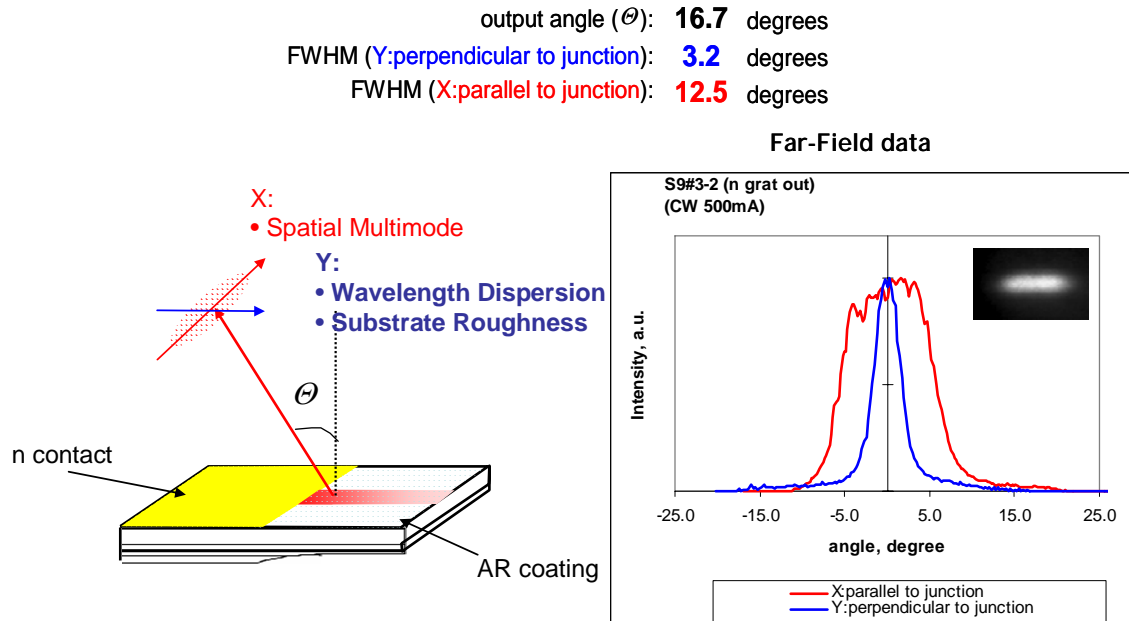 output angle (Θ): 16.7 degrees
FWHM (Y:perpendicular to junction): 3.2 degrees
FWHM (X:parallel to junction): 12.5 degrees
Far-Field data
X:
• Spatial Multimode
Y:
• Wavelength Dispersion
• Substrate Roughness
Θ
n contact
AR coating
S9#3-2 (n grat out)
(CW 500mA)
Intensity, a.u.
-25.0 -15.0 -5.0 5.0 15.0 25.0
angle, degree
X:parallel to junction
Y:perpendicular to junction